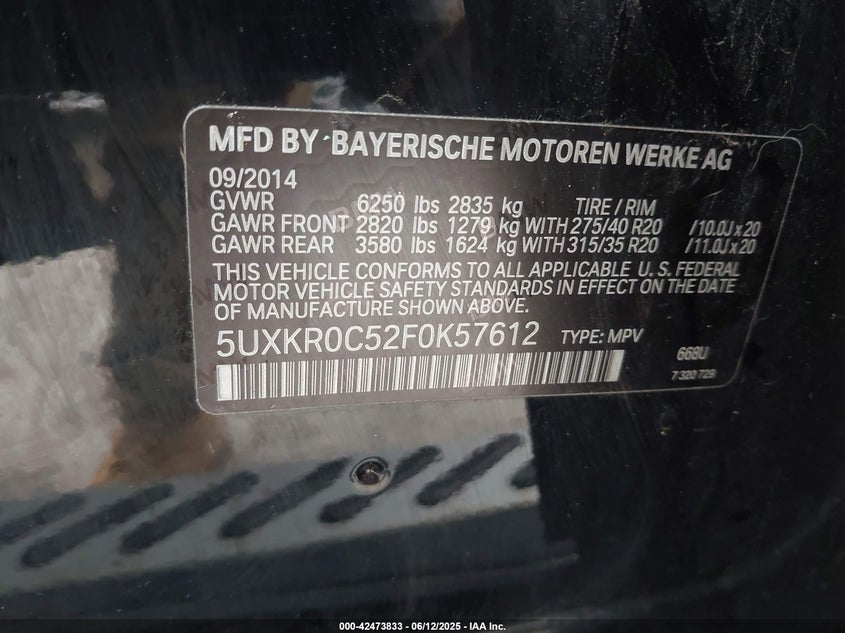 MFD BY BAYERISCHE MOTOREN WERKE AG
09/2014
GVWR 6250 lbs 2835 kg TIRE / RIM
GAWR FRONT 2820 lbs 1279 kg WITH 275/40 R20 /10.0J x 20
GAWR REAR 3580 lbs 1624 kg WITH 315/35 R20 /11.0J x 20
THIS VEHICLE CONFORMS TO ALL APPLICABLE U. S. FEDERAL
MOTOR VEHICLE SAFETY STANDARDS IN EFFECT ON THE DATE
OF MANUFACTURE SHOWN ABOVE.
5UXKR0C52F0K57612 TYPE: MPV
668U
7 320 729
000-42473833 - 06/12/2025 - IAA Inc.